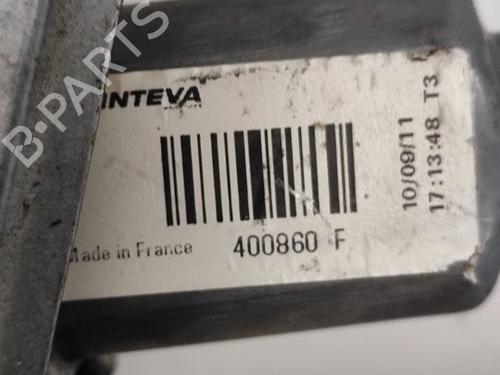 INTEVA
Made in France
400860 F
10/09/11
17:13:48 T3
B-PARTS